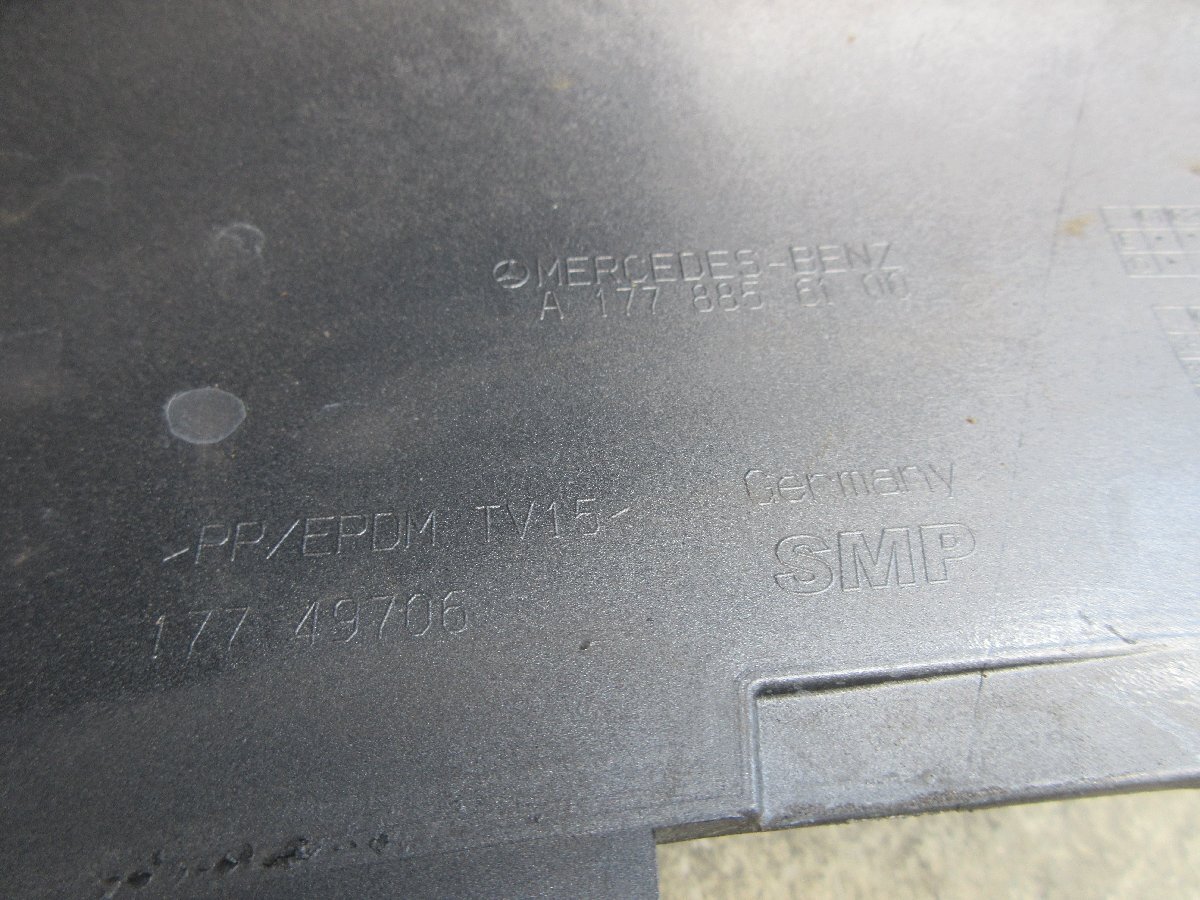 MERCEDES-BENZ
A 177 885 61 00
Germany
>PP/EPDM TV15<
SMP
177 49706